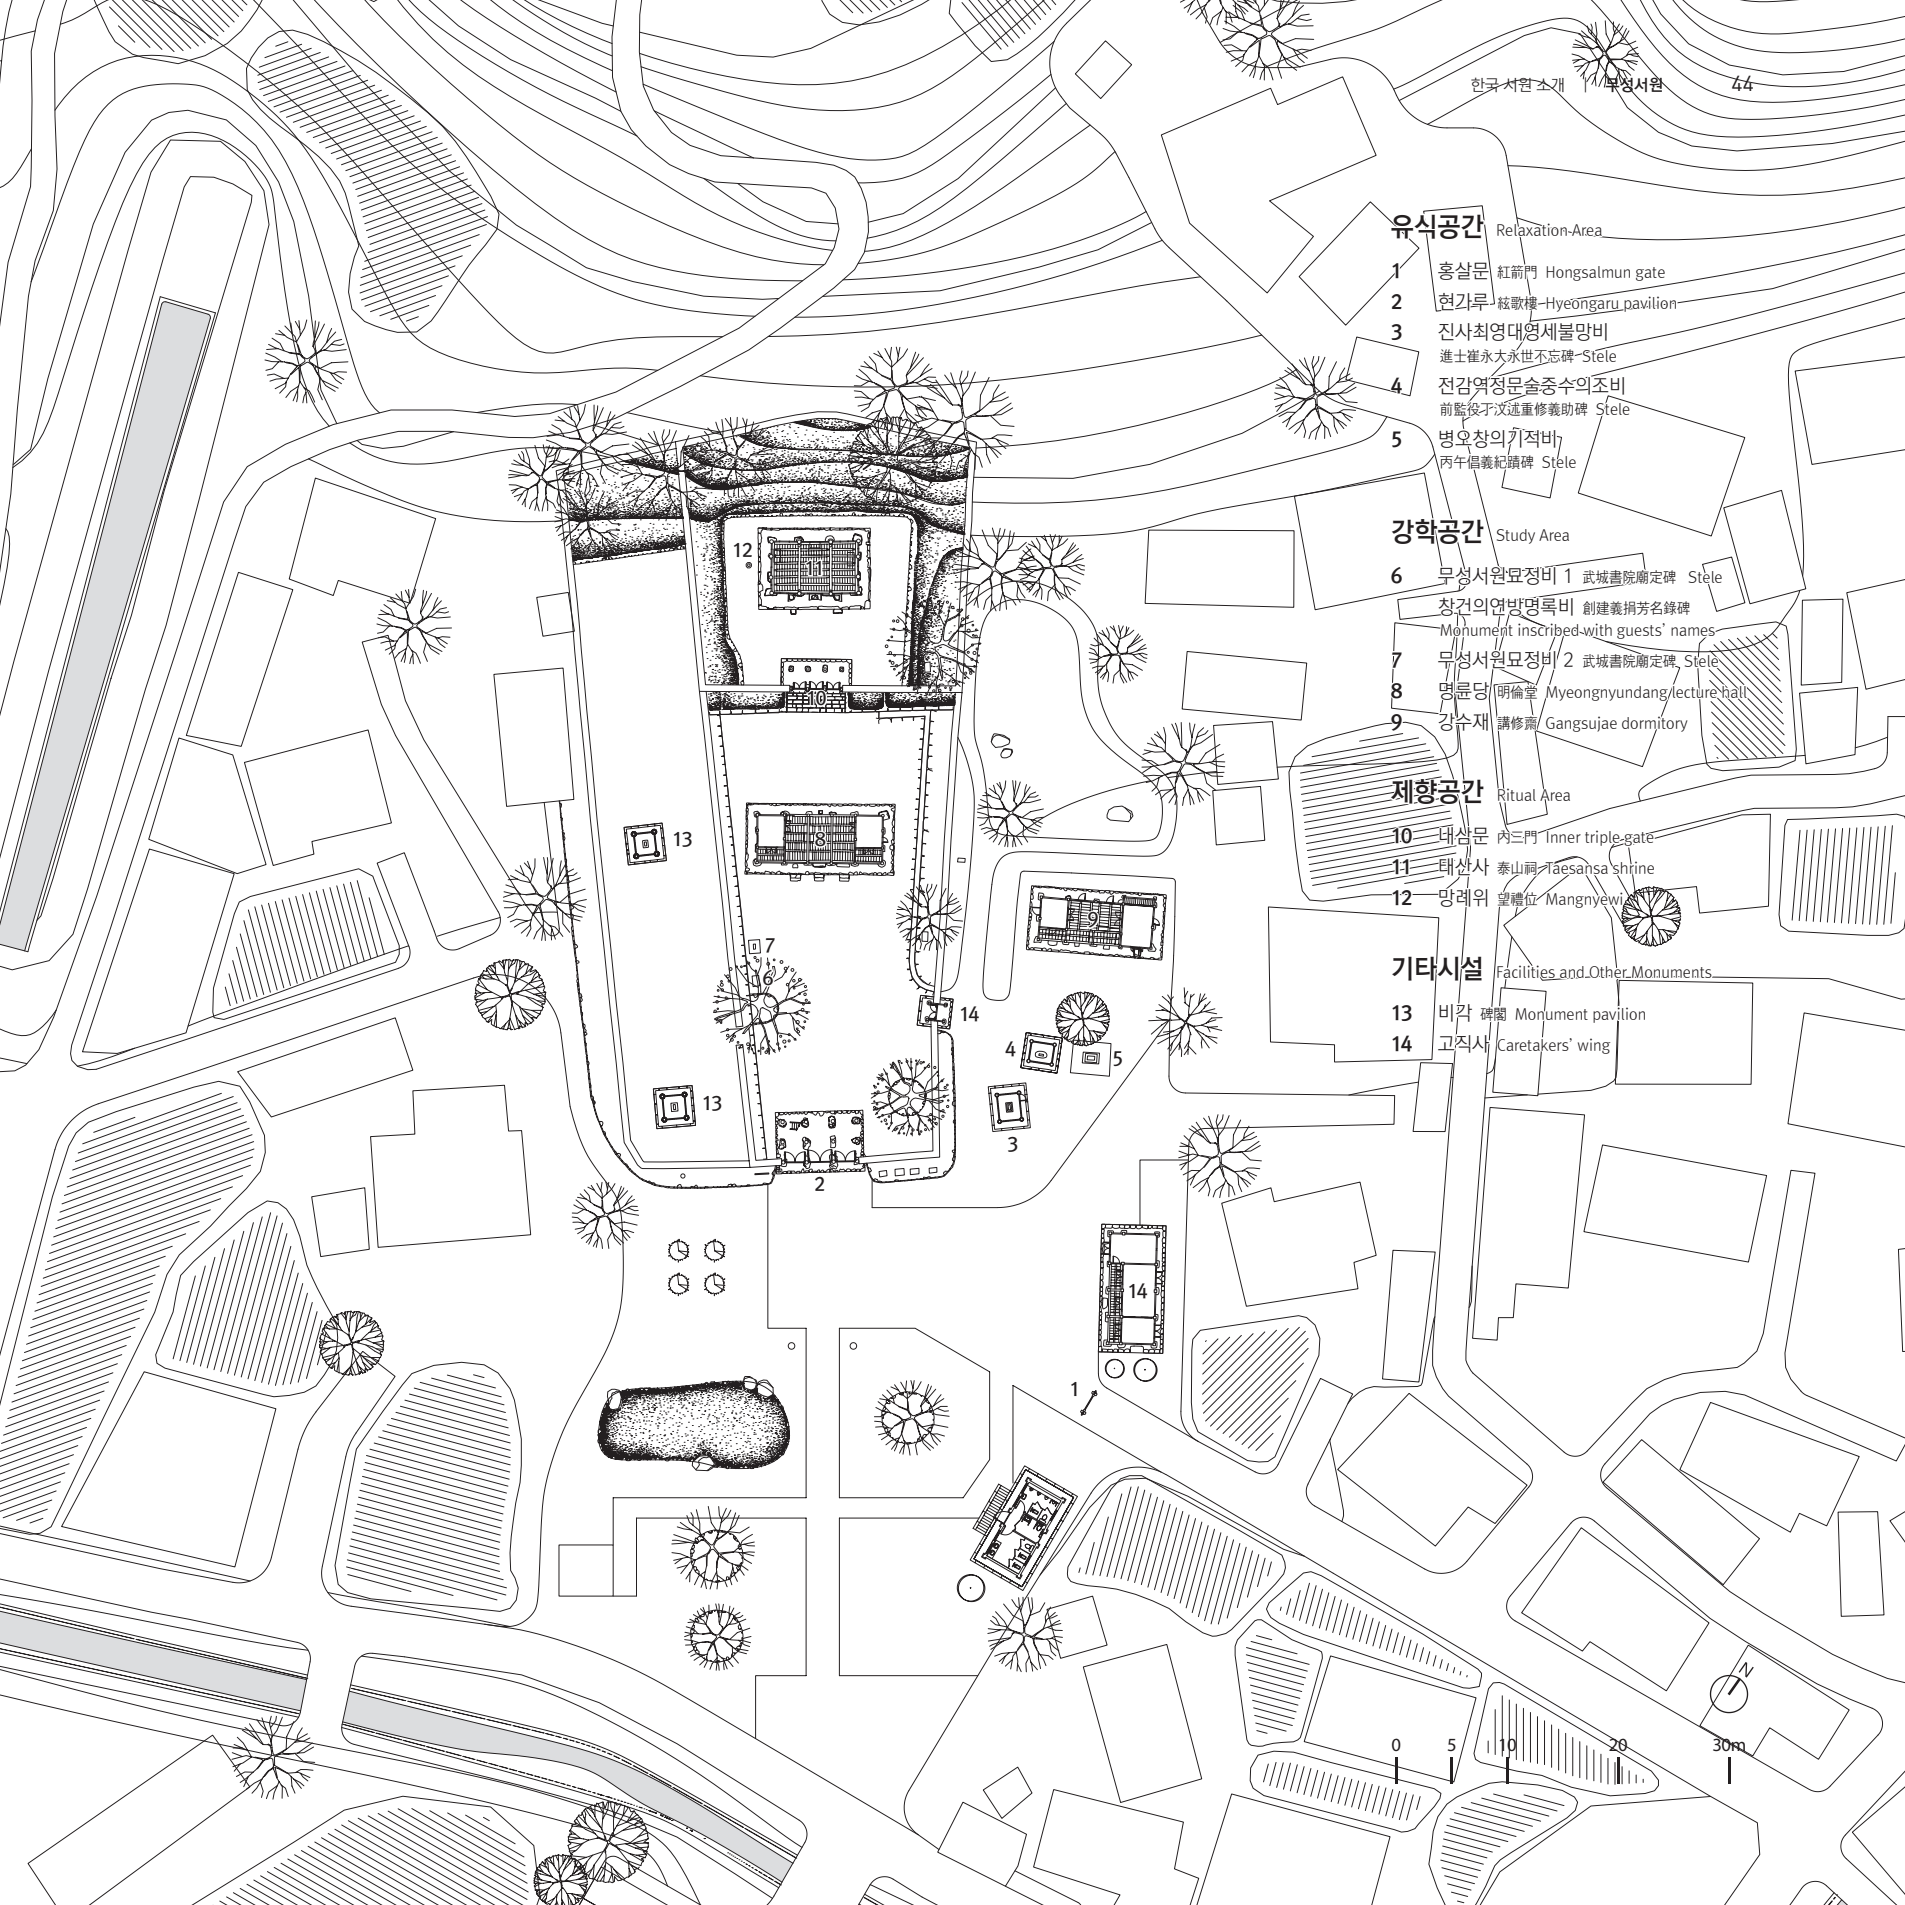 한국 서원 소개 | 무성서원 44
유식공간 Relaxation Area
1 홍살문 紅箭門 Hongsalmun gate
2 현가루 絃歌樓 Hyeongaru pavilion
3 진사최영대영세불망비
進士崔永大永世不忘碑 Stele
4 전감역정문술중수의조비
前監役丁汶述重修義助碑 Stele
5 병오창의기적비
丙午倡義紀蹟碑 Stele
강학공간 Study Area
6 무성서원묘정비 1 武城書院廟定碑 Stele
창건의연방명록비 創建義捐芳名錄碑
Monument inscribed with guests’ names
7 무성서원묘정비 2 武城書院廟定碑 Stele
8 명륜당 明倫堂 Myeongnyundang lecture hall
9 강수재 講修齋 Gangsujae dormitory
제향공간 Ritual Area
10 내삼문 內三門 Inner triple gate
11 태산사 泰山祠 Taesansa shrine
12 망례위 望禮位 Mangnyewi
기타시설 Facilities and Other Monuments
13 비각 碑閣 Monument pavilion
14 고직사 Caretakers’ wing
12
11
10
13
8
9
7
6
14
4
5
13
3
2
14
1
N
0 5 10 20 30m